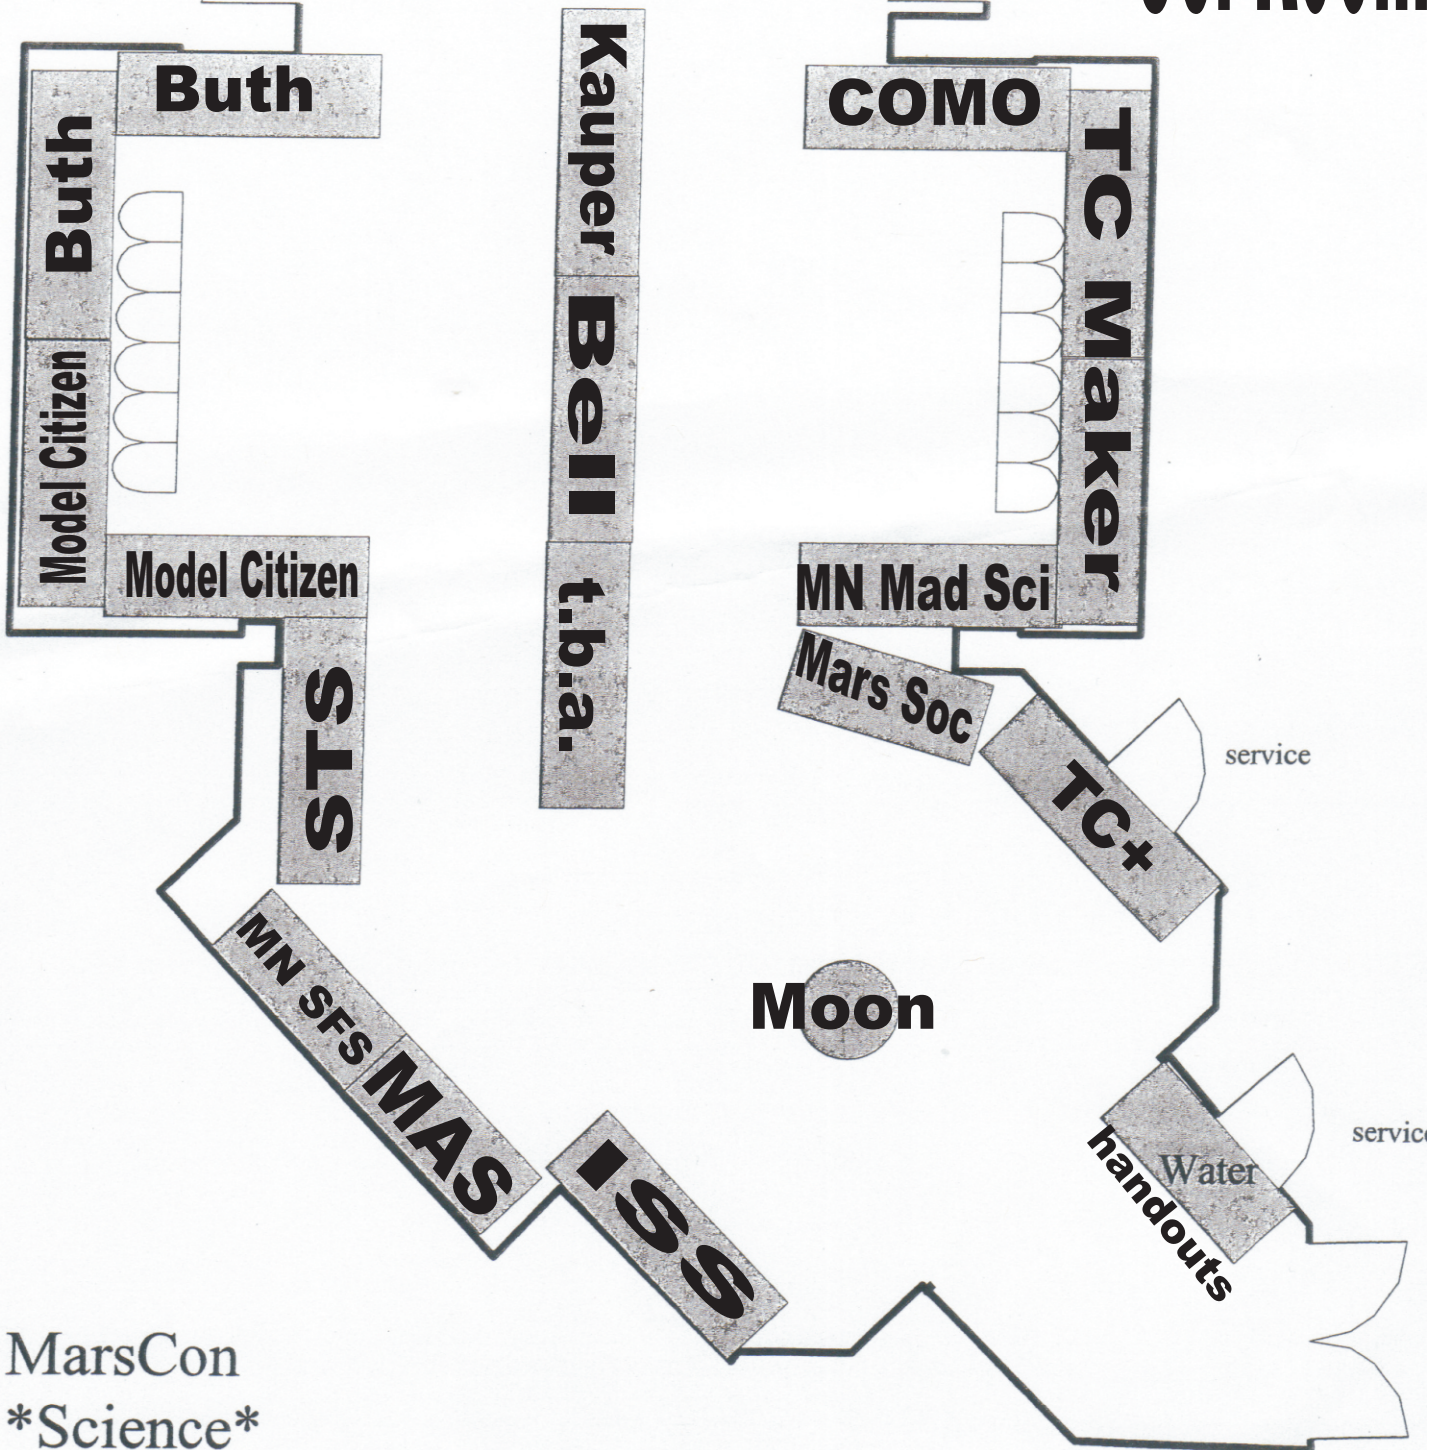 Buth
Kauper
COMO
Buth
TC Maker
Bell
Model Citizen
Model Citizen
t.b.a.
MN Mad Sci
STS
Mars Soc
service
TC+
MN SFS
Moon
MAS
ISS
Water
handouts
MarsCon
*Science*